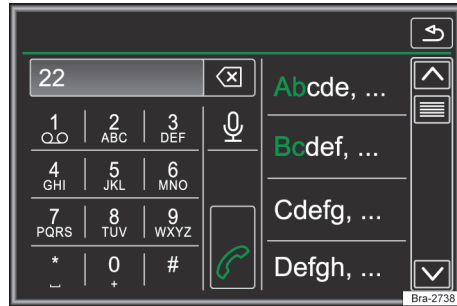 22
Abcde, ...
1 2 ABC 3 DEF
Bcdef, ...
4 GHI 5 JKL 6 MNO
Cdefg, ...
7 PQRS 8 TUV 9 WXYZ
* 0 + #
Defgh, ...
Bra-2738